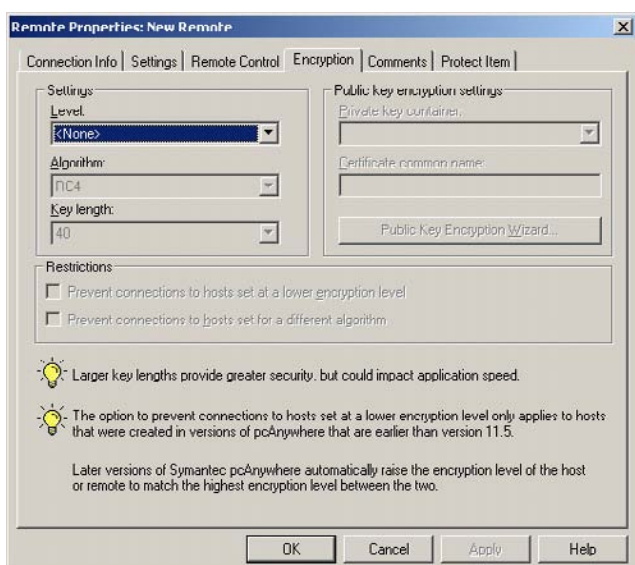 Remote Properties: New Remote
Connection Info Settings Remote Control Encryption Comments Protect Item
Settings
Level:
<None>
Algorithm:
RC4
Key length:
40
Public key encryption settings
Private key container:
Certificate common name:
Public Key Encryption Wizard...
Restrictions
Prevent connections to hosts set at a lower encryption level
Prevent connections to hosts set for a different algorithm
Larger key lengths provide greater security, but could impact application speed.
The option to prevent connections to hosts set at a lower encryption level only applies to hosts
that were created in versions of pcAnywhere that are earlier than version 11.5.
Later versions of Symantec pcAnywhere automatically raise the encryption level of the host
or remote to match the highest encryption level between the two.
OK Cancel Apply Help